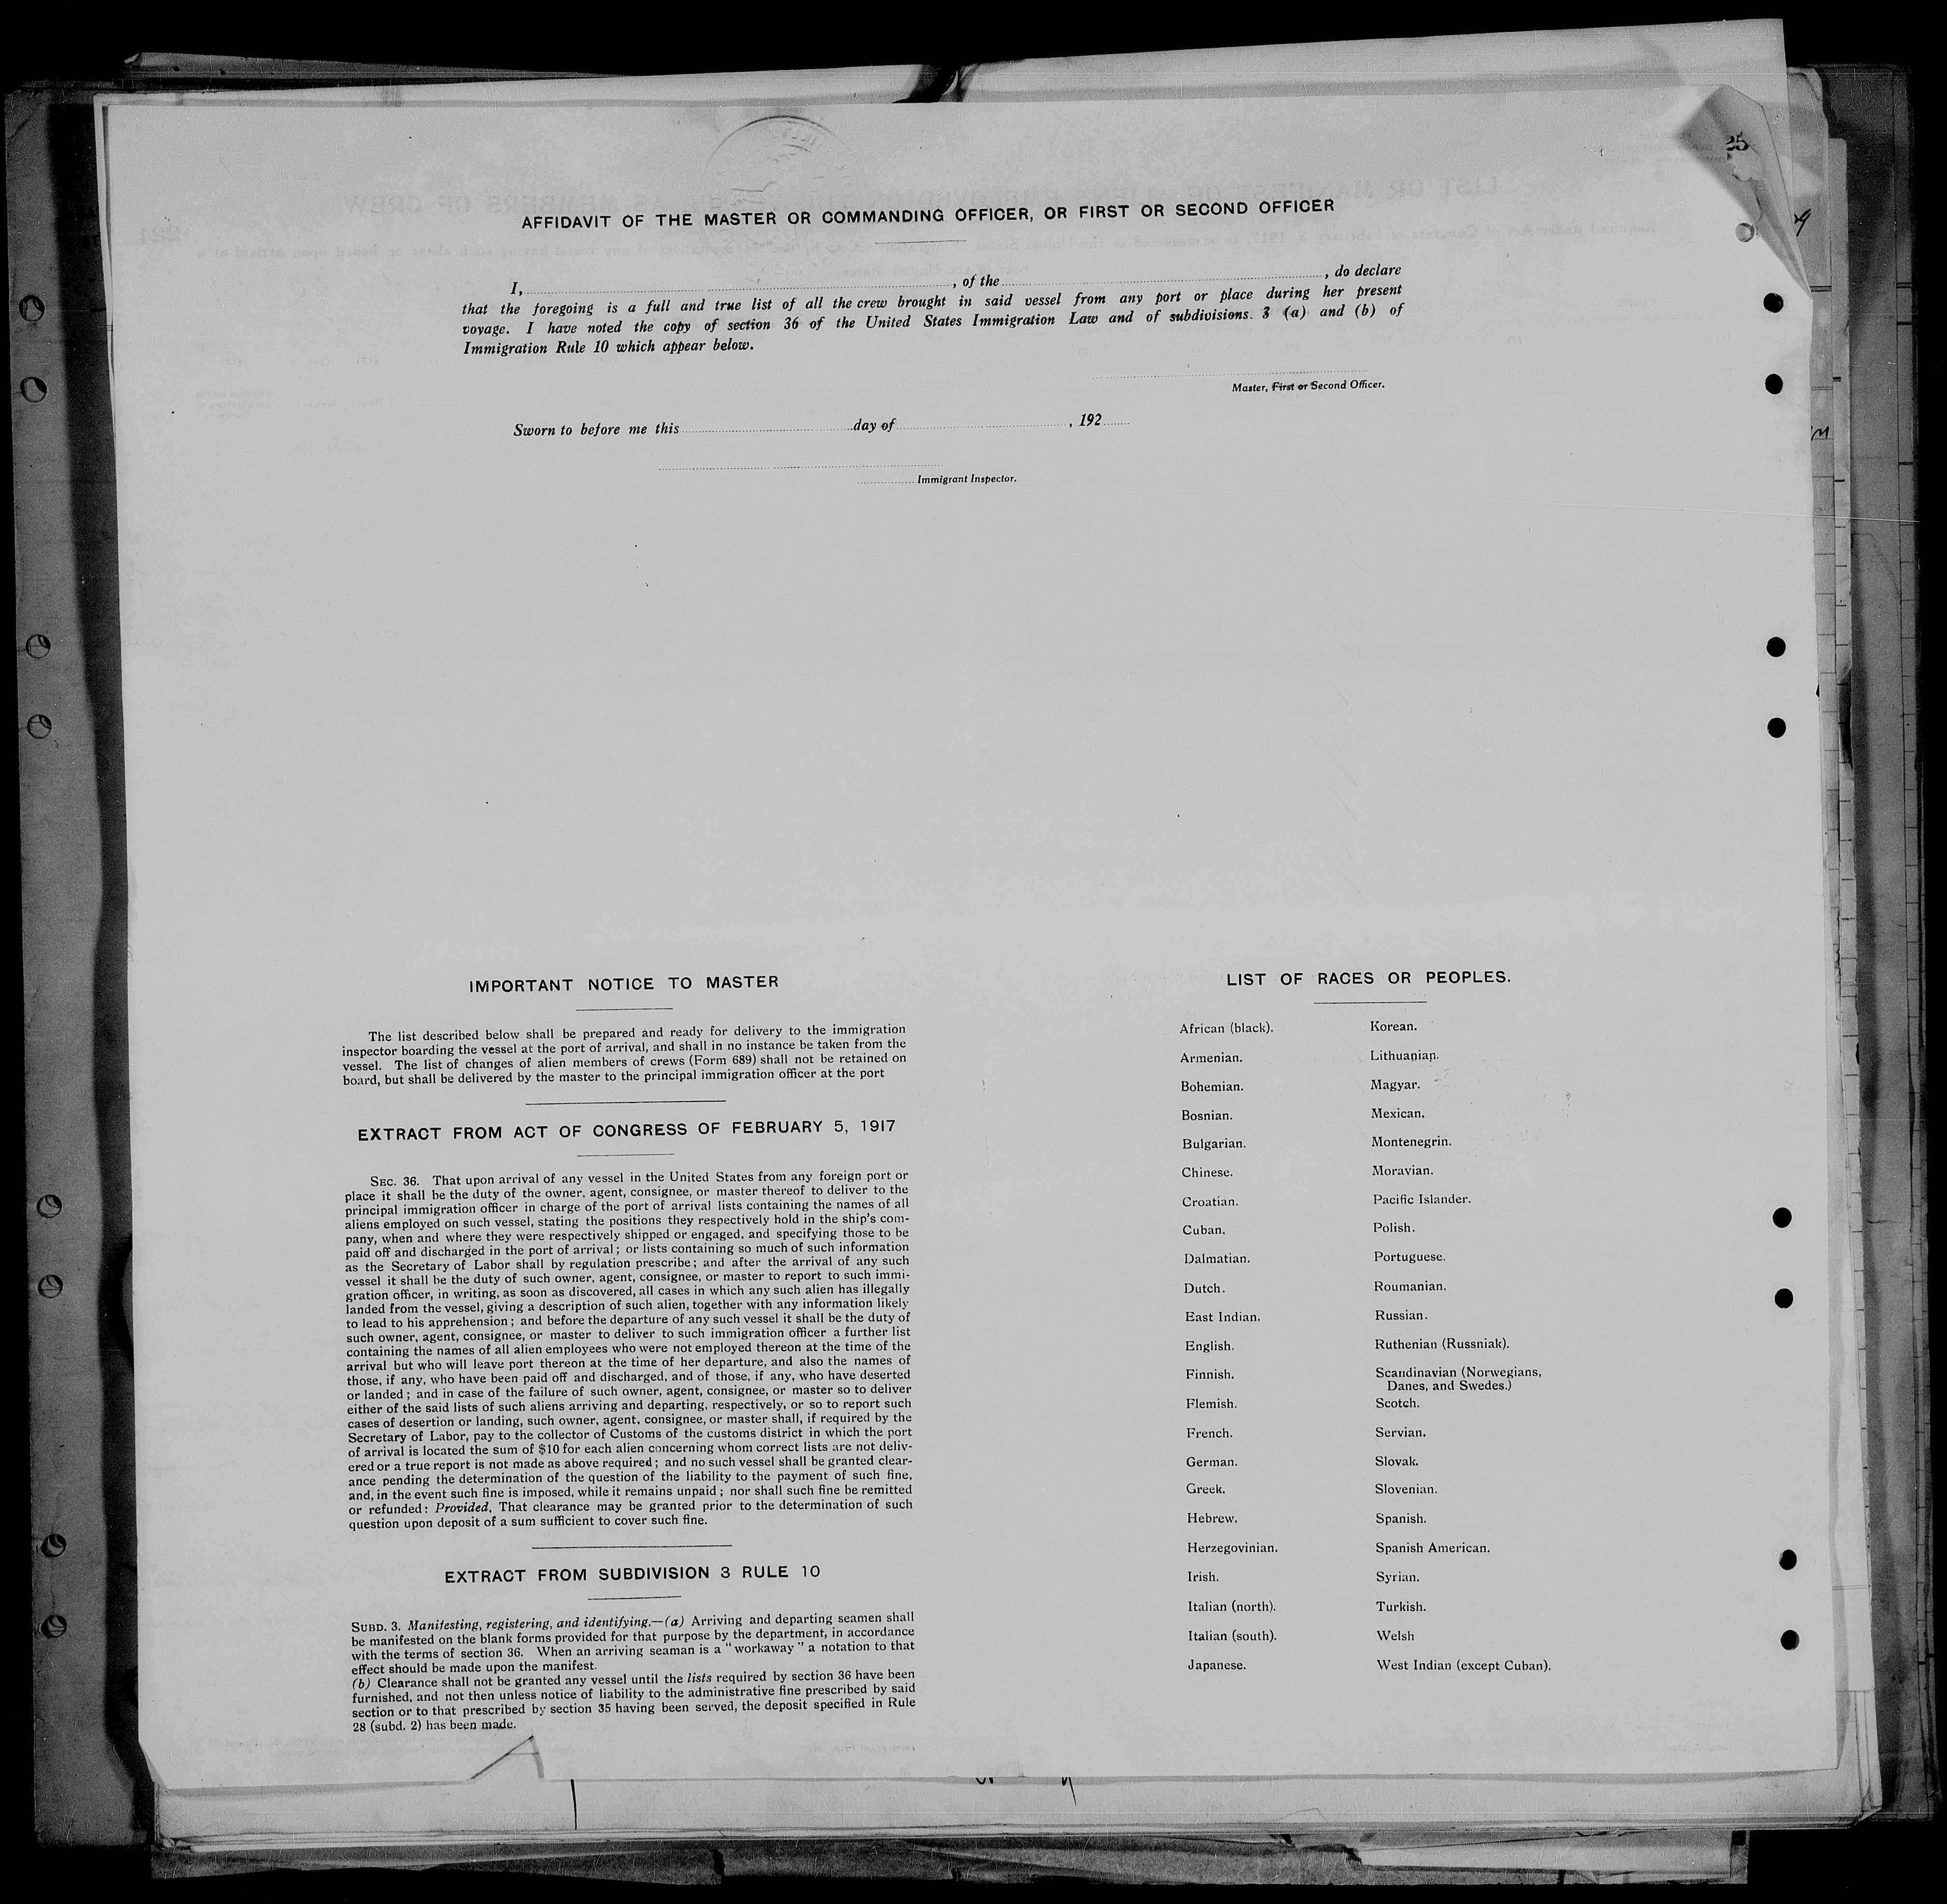 25
AFFIDAVIT OF THE MASTER OR COMMANDING OFFICER, OR FIRST OR SECOND OFFICER
I, , of the , do declare
that the foregoing is a full and true list of all the crew brought in said vessel from any port or place during her present
voyage. I have noted the copy of section 36 of the United States Immigration Law and of subdivisions. 3 (a) and (b) of
Immigration Rule 10 which appear below.
Master, First or Second Officer.
Sworn to before me this day of , 192
Immigrant Inspector.
IMPORTANT NOTICE TO MASTER
The list described below shall be prepared and ready for delivery to the immigration
inspector boarding the vessel at the port of arrival, and shall in no instance be taken from the
vessel. The list of changes of alien members of crews (Form 689) shall not be retained on
board, but shall be delivered by the master to the principal immigration officer at the port
EXTRACT FROM ACT OF CONGRESS OF FEBRUARY 5, 1917
SEC. 36. That upon arrival of any vessel in the United States from any foreign port or
place it shall be the duty of the owner, agent, consignee, or master thereof to deliver to the
principal immigration officer in charge of the port of arrival lists containing the names of all
aliens employed on such vessel, stating the positions they respectively hold in the ship's com-
pany, when and where they were respectively shipped or engaged, and specifying those to be
paid off and discharged in the port of arrival; or lists containing so much of such information
as the Secretary of Labor shall by regulation prescribe; and after the arrival of any such
vessel it shall be the duty of such owner, agent, consignee, or master to report to such immi-
gration officer, in writing, as soon as discovered, all cases in which any such alien has illegally
landed from the vessel, giving a description of such alien, together with any information likely
to lead to his apprehension; and before the departure of any such vessel it shall be the duty of
such owner, agent, consignee, or master to deliver to such immigration officer a further list
containing the names of all alien employees who were not employed thereon at the time of the
arrival but who will leave port thereon at the time of her departure, and also the names of
those, if any, who have been paid off and discharged, and of those, if any, who have deserted
or landed; and in case of the failure of such owner, agent, consignee, or master so to deliver
either of the said lists of such aliens arriving and departing, respectively, or so to report such
cases of desertion or landing, such owner, agent, consignee, or master shall, if required by the
Secretary of Labor, pay to the collector of Customs of the customs district in which the port
of arrival is located the sum of $10 for each alien concerning whom correct lists are not deliv-
ered or a true report is not made as above required; and no such vessel shall be granted clear-
ance pending the determination of the question of the liability to the payment of such fine,
and, in the event such fine is imposed, while it remains unpaid; nor shall such fine be remitted
or refunded: Provided, That clearance may be granted prior to the determination of such
question upon deposit of a sum sufficient to cover such fine.
EXTRACT FROM SUBDIVISION 3 RULE 10
SUBD. 3. Manifesting, registering, and identifying.—(a) Arriving and departing seamen shall
be manifested on the blank forms provided for that purpose by the department, in accordance
with the terms of section 36. When an arriving seaman is a "workaway" a notation to that
effect should be made upon the manifest.
(b) Clearance shall not be granted any vessel until the lists required by section 36 have been
furnished, and not then unless notice of liability to the administrative fine prescribed by said
section or to that prescribed by section 35 having been served, the deposit specified in Rule
28 (subd. 2) has been made.
LIST OF RACES OR PEOPLES.
African (black). Korean.
Armenian. Lithuanian.
Bohemian. Magyar.
Bosnian. Mexican.
Bulgarian. Montenegrin.
Chinese. Moravian.
Croatian. Pacific Islander.
Cuban. Polish.
Dalmatian. Portuguese.
Dutch. Roumanian.
East Indian. Russian.
English. Ruthenian (Russniak).
Finnish. Scandinavian (Norwegians,
Danes, and Swedes.)
Flemish. Scotch.
French. Servian.
German. Slovak.
Greek. Slovenian.
Hebrew. Spanish.
Herzegovinian. Spanish American.
Irish. Syrian.
Italian (north). Turkish.
Italian (south). Welsh
Japanese. West Indian (except Cuban).